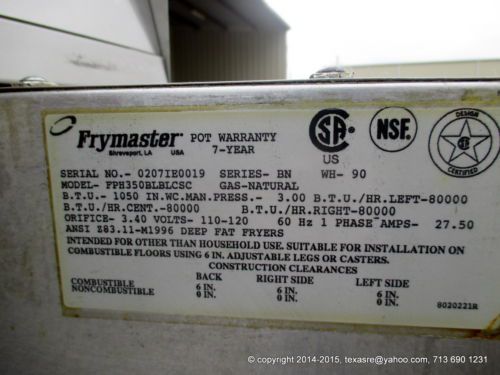 Frymaster POT WARRANTY
Shreveport, LA USA 7-YEAR
SA US
NSF
DESIGN CERTIFIED
SERIAL NO.- 0207IE0019 SERIES- BN WH- 90
MODEL- FPH350BLBLCSC GAS-NATURAL
B.T.U.- 1050 IN.WC.MAN.PRESS.- 3.00 B.T.U./HR.LEFT-80000
B.T.U./HR.CENT.-80000 B.T.U./HR.RIGHT-80000
ORIFICE- 3.40 VOLTS- 110-120 60 Hz 1 PHASE AMPS- 27.50
ANSI Z83.11-M1996 DEEP FAT FRYERS
INTENDED FOR OTHER THAN HOUSEHOLD USE. SUITABLE FOR INSTALLATION ON
COMBUSTIBLE FLOORS USING 6 IN. ADJUSTABLE LEGS OR CASTERS.
CONSTRUCTION CLEARANCES
BACK RIGHT SIDE LEFT SIDE
COMBUSTIBLE 6 IN. 6 IN. 6 IN.
NONCOMBUSTIBLE 0 IN. 0 IN. 0 IN.
8020221R
© copyright 2014-2015, texasre@yahoo.com, 713 690 1231